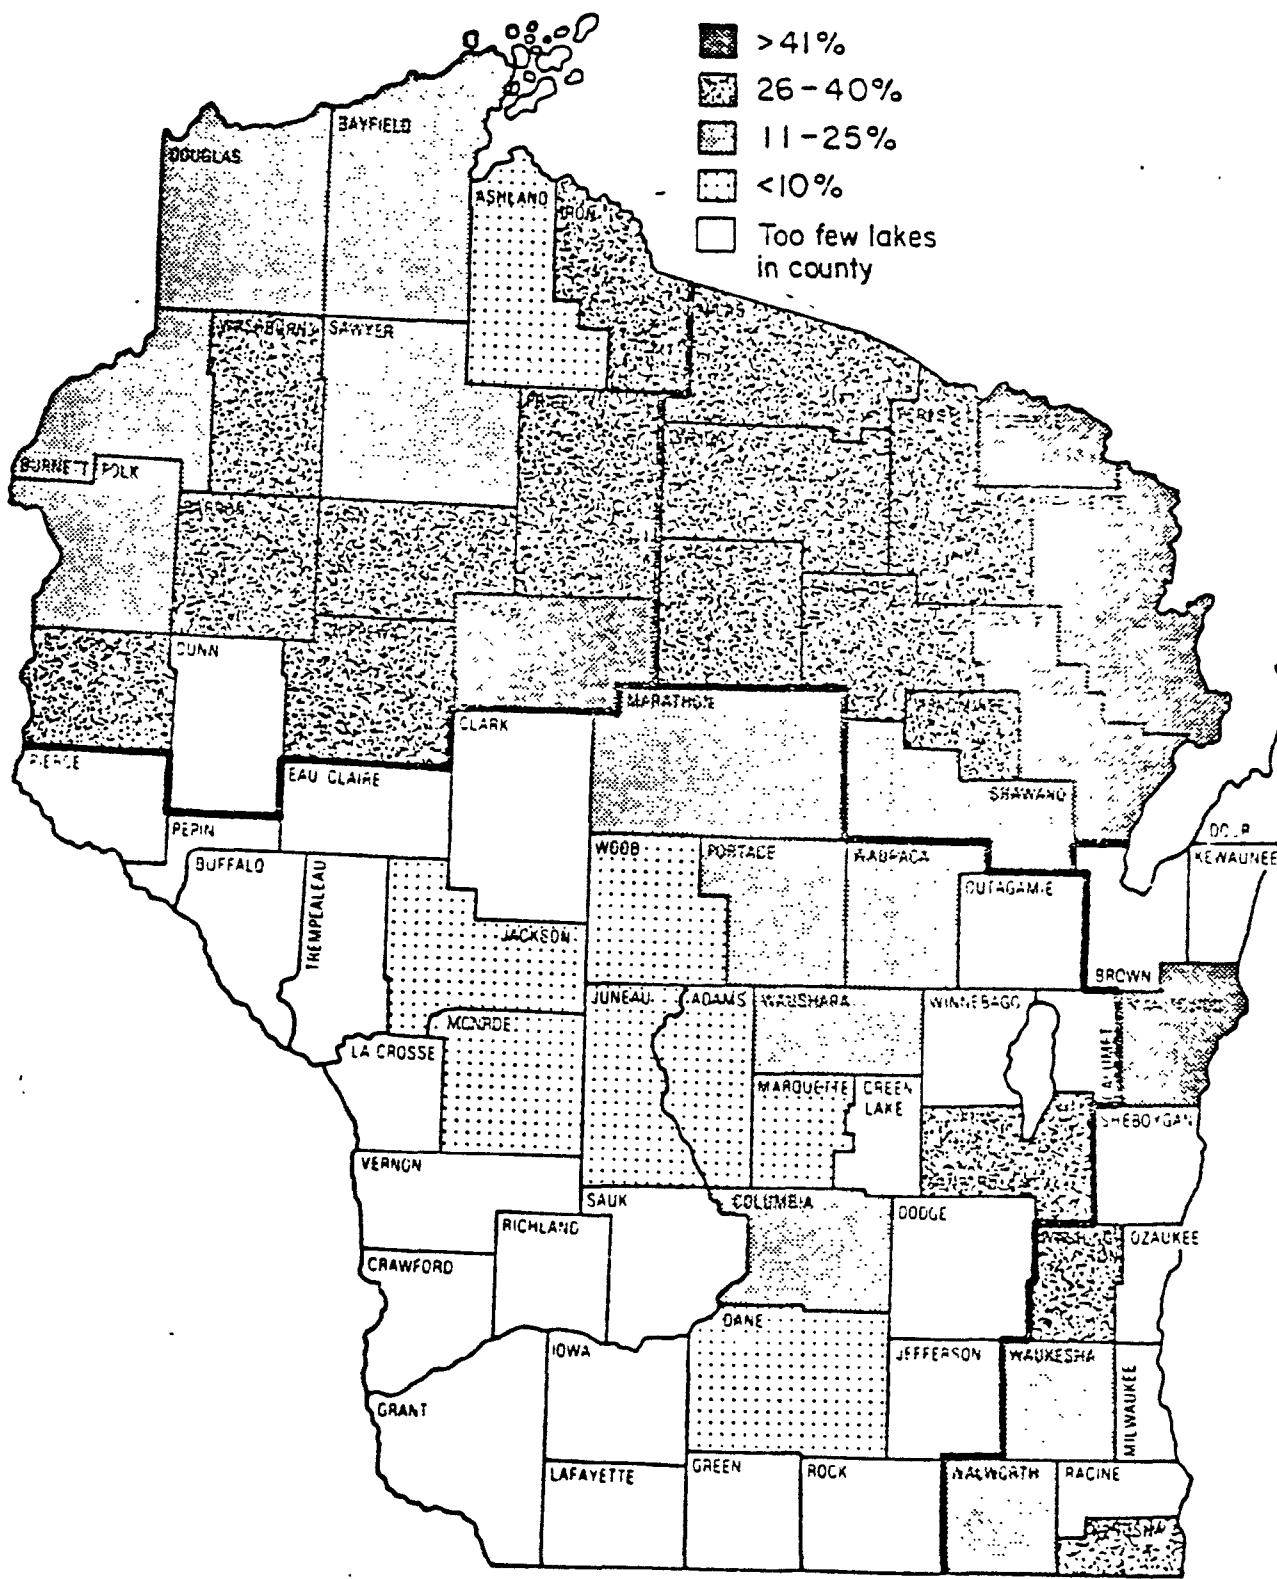 >41%
26-40%
11-25%
<10%
Too few lakes
in county
BAYFIELD
DOUGLAS
ASHLAND
IRON
WASHBURN
SAWYER
BURNETT
POLK
DUNN
MARATHON
CLARK
PIERCE
EAU CLAIRE
SHAWANO
PEPIN
DOOR
BUFFALO
WOOD
PORTAGE
WAUPACA
KEWAUNEE
TREMPEALEAU
OUTAGAMIE
JACKSON
BROWN
JUNEAU
ADAMS
WAUSHARA
WINNEBAGO
MONROE
LA CROSSE
CALUMET
MARQUETTE
GREEN
LAKE
SHEBOYGAN
VERNON
SAUK
COLUMBIA
DODGE
RICHLAND
OZAUKEE
CRAWFORD
DANE
IOWA
JEFFERSON
WAUKESHA
MILWAUKEE
GRANT
LAFAYETTE
GREEN
ROCK
WALWORTH
RACINE